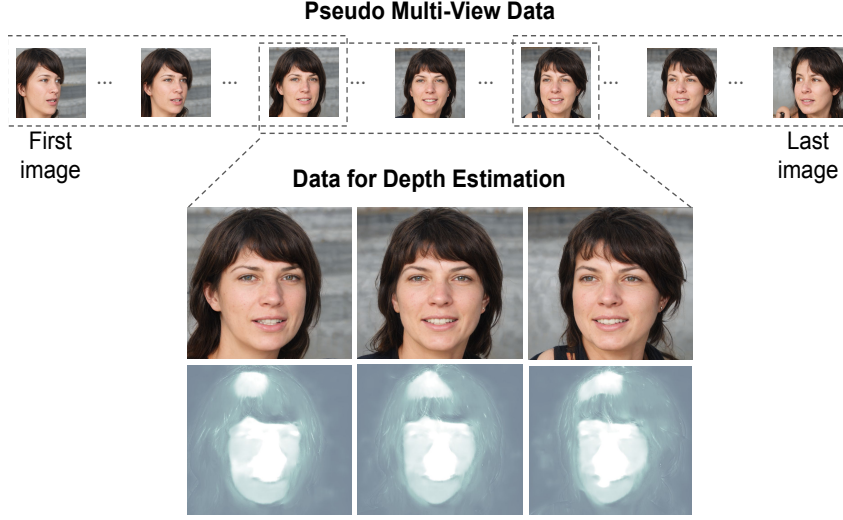 Pseudo Multi-View Data
... ... ... ... ... ...
First
image
Last
image
Data for Depth Estimation